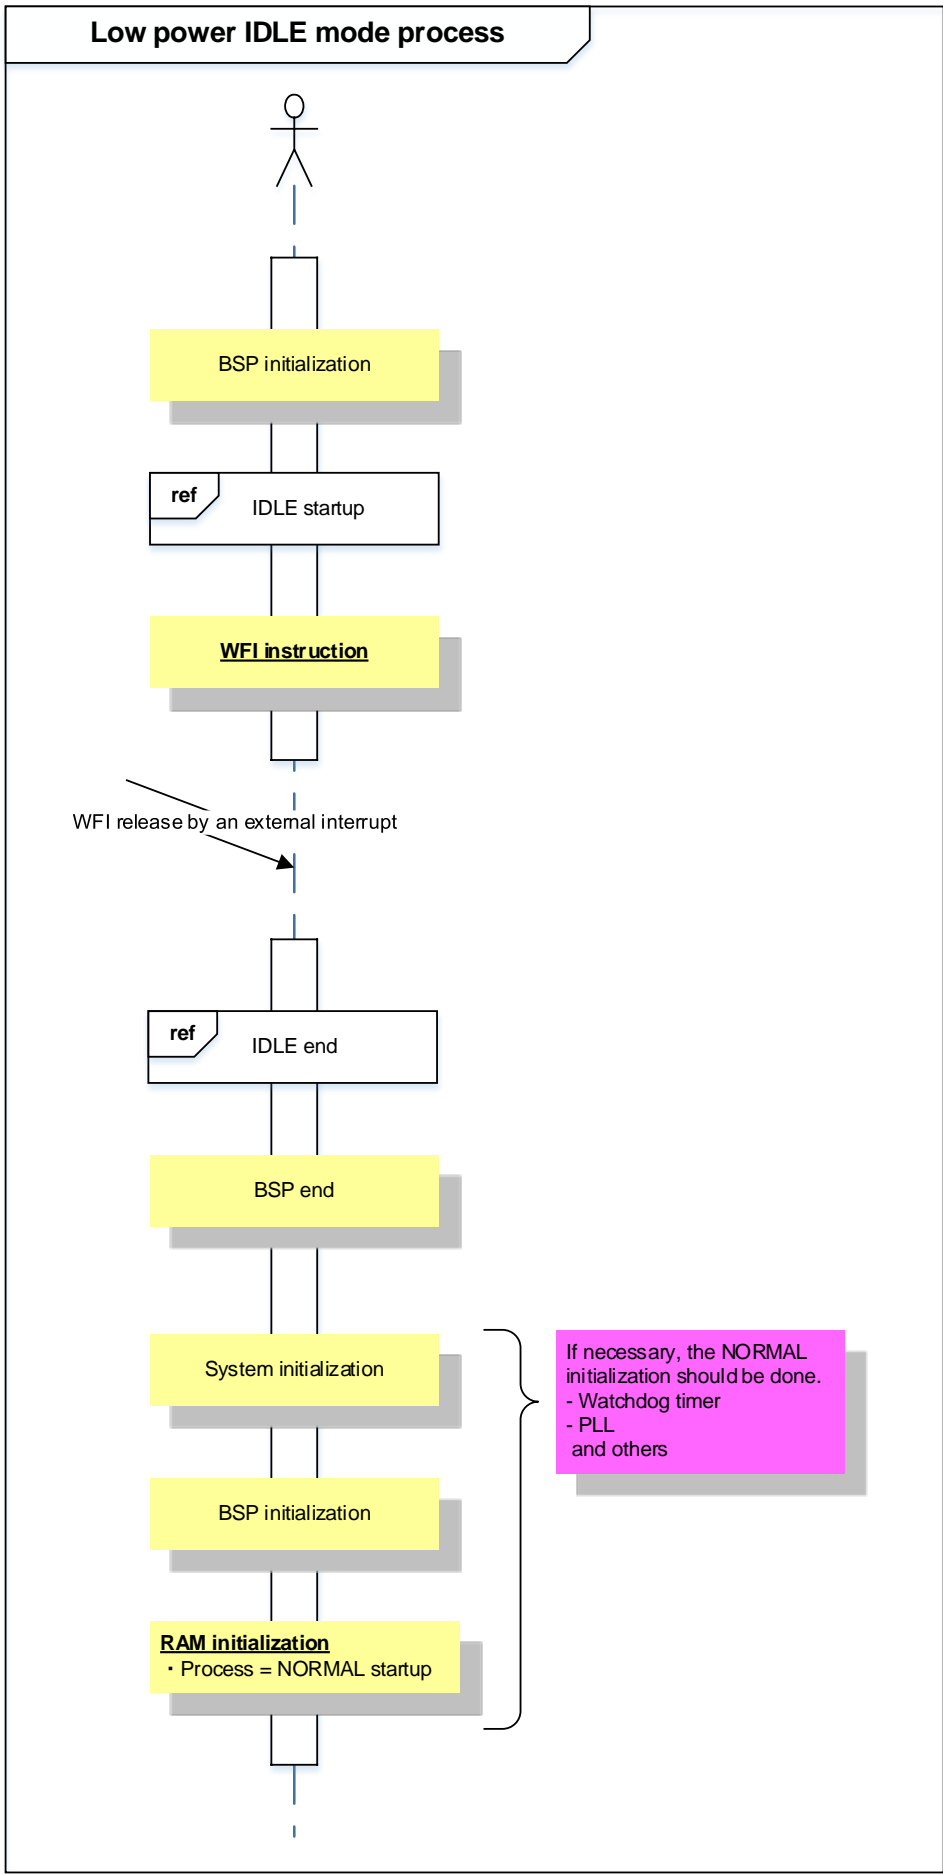 Low power IDLE mode process
BSP initialization
ref
IDLE startup
WFI instruction
WFI release by an external interrupt
ref
IDLE end
BSP end
System initialization
If necessary, the NORMAL
initialization should be done.
- Watchdog timer
- PLL
and others
BSP initialization
RAM initialization
・Process = NORMAL startup